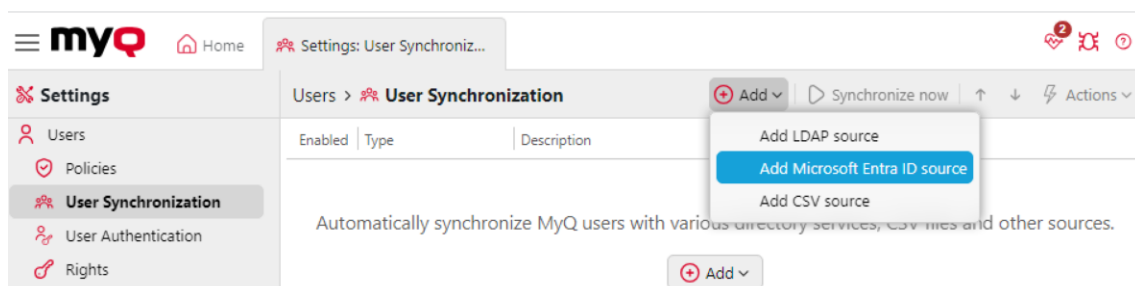 myQ Home Settings: User Synchroniz... 2
Settings
Users > User Synchronization Add Synchronize now Actions
Users
Enabled Type Description
Add LDAP source
Policies
Add Microsoft Entra ID source
User Synchronization
Add CSV source
Automatically synchronize MyQ users with various directory services, CSV files and other sources.
User Authentication
Rights
Add